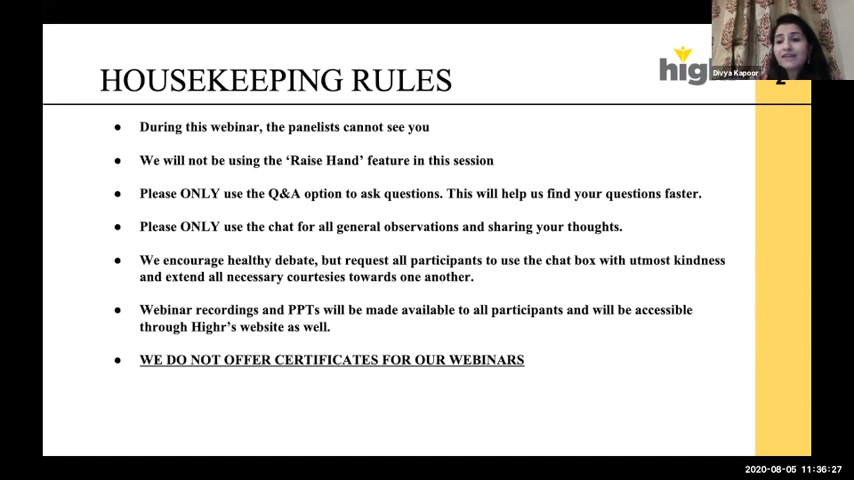 HOUSEKEEPING RULES
hig
Divya Kapoor
● During this webinar, the panelists cannot see you
● We will not be using the ‘Raise Hand’ feature in this session
● Please ONLY use the Q&A option to ask questions. This will help us find your questions faster.
● Please ONLY use the chat for all general observations and sharing your thoughts.
● We encourage healthy debate, but request all participants to use the chat box with utmost kindness
and extend all necessary courtesies towards one another.
● Webinar recordings and PPTs will be made available to all participants and will be accessible
through Highr’s website as well.
● WE DO NOT OFFER CERTIFICATES FOR OUR WEBINARS
2020-08-05 11:36:27